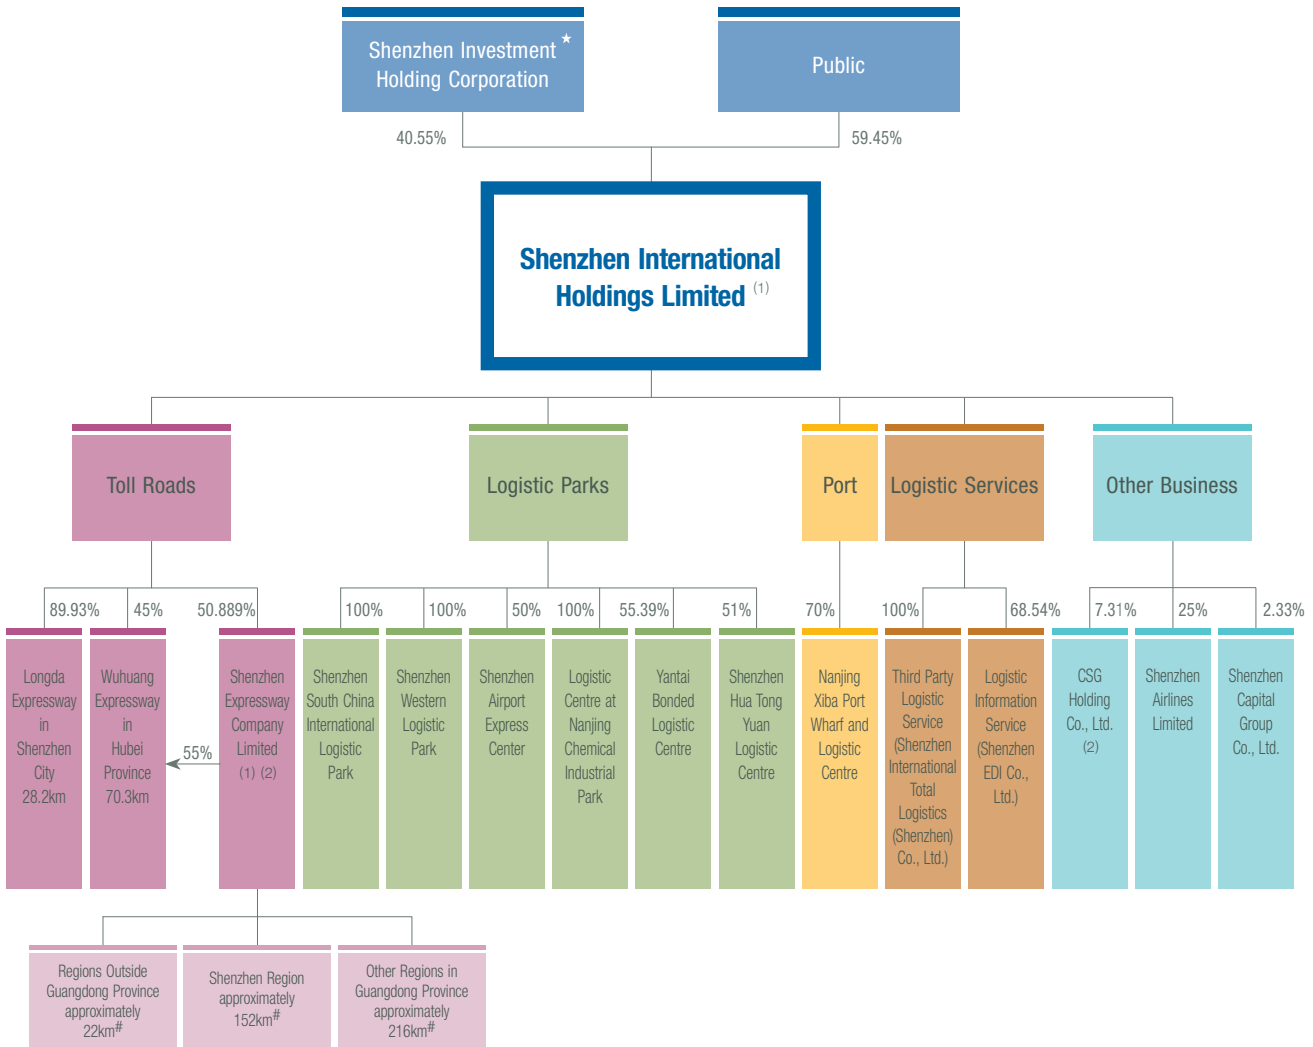 Shenzhen Investment ★
Holding Corporation
Public
40.55%
59.45%
Shenzhen International
Holdings Limited (1)
Toll Roads
Logistic Parks
Port
Logistic Services
Other Business
89.93%
45%
50.889%
100%
100%
50%
100%
55.39%
51%
70%
100%
68.54%
7.31%
25%
2.33%
Longda
Expressway
in
Shenzhen
City
28.2km
Wuhuang
Expressway
in
Hubei
Province
70.3km
55%
Shenzhen
Expressway
Company
Limited
(1) (2)
Shenzhen
South China
International
Logistic
Park
Shenzhen
Western
Logistic
Park
Shenzhen
Airport
Express
Center
Logistic
Centre at
Nanjing
Chemical
Industrial
Park
Yantai
Bonded
Logistic
Centre
Shenzhen
Hua Tong
Yuan
Logistic
Centre
Nanjing
Xiba Port
Wharf and
Logistic
Centre
Third Party
Logistic
Service
(Shenzhen
International
Total
Logistics
(Shenzhen)
Co., Ltd.)
Logistic
Information
Service
(Shenzhen
EDI Co.,
Ltd.)
CSG
Holding
Co., Ltd.
(2)
Shenzhen
Airlines
Limited
Shenzhen
Capital
Group
Co., Ltd.
Regions Outside
Guangdong Province
approximately
22km#
Shenzhen Region
approximately
152km#
Other Regions in
Guangdong Province
approximately
216km#